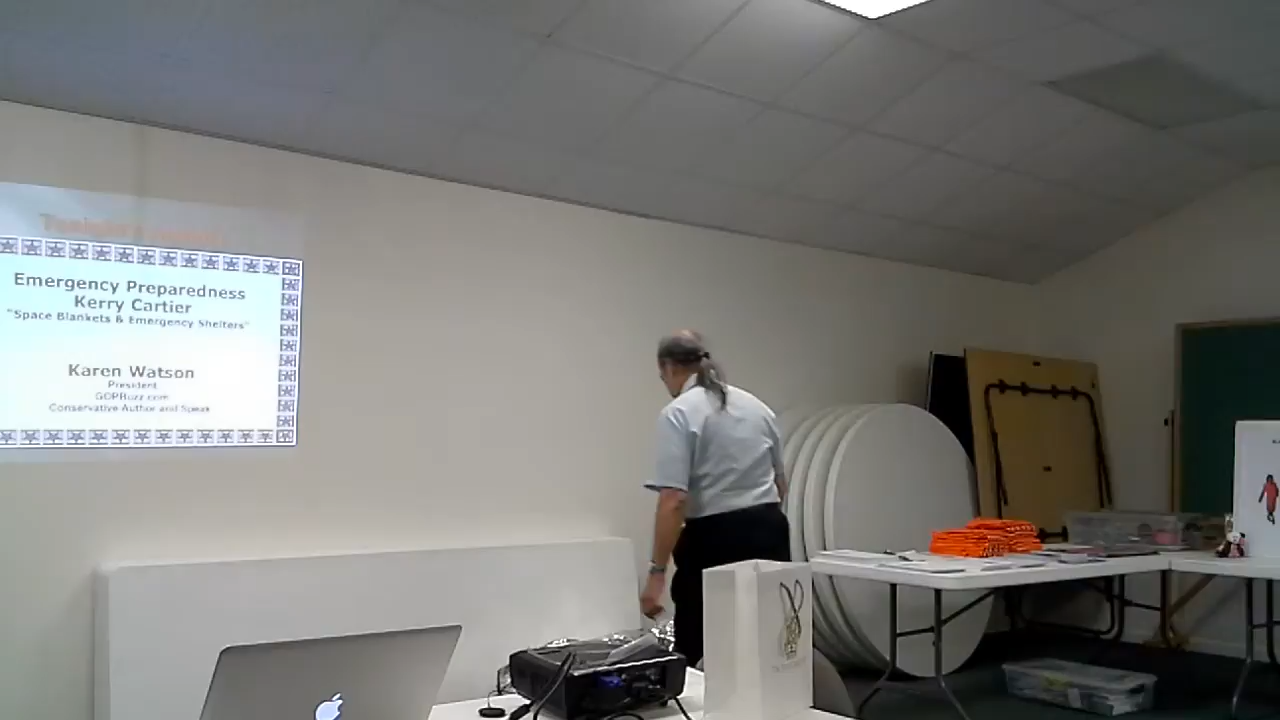 Emergency Preparedness
Kerry Cartier
"Space Blankets & Emergency Shelters"
Karen Watson
President
GOPBuzz.com
Conservative Author and Speak